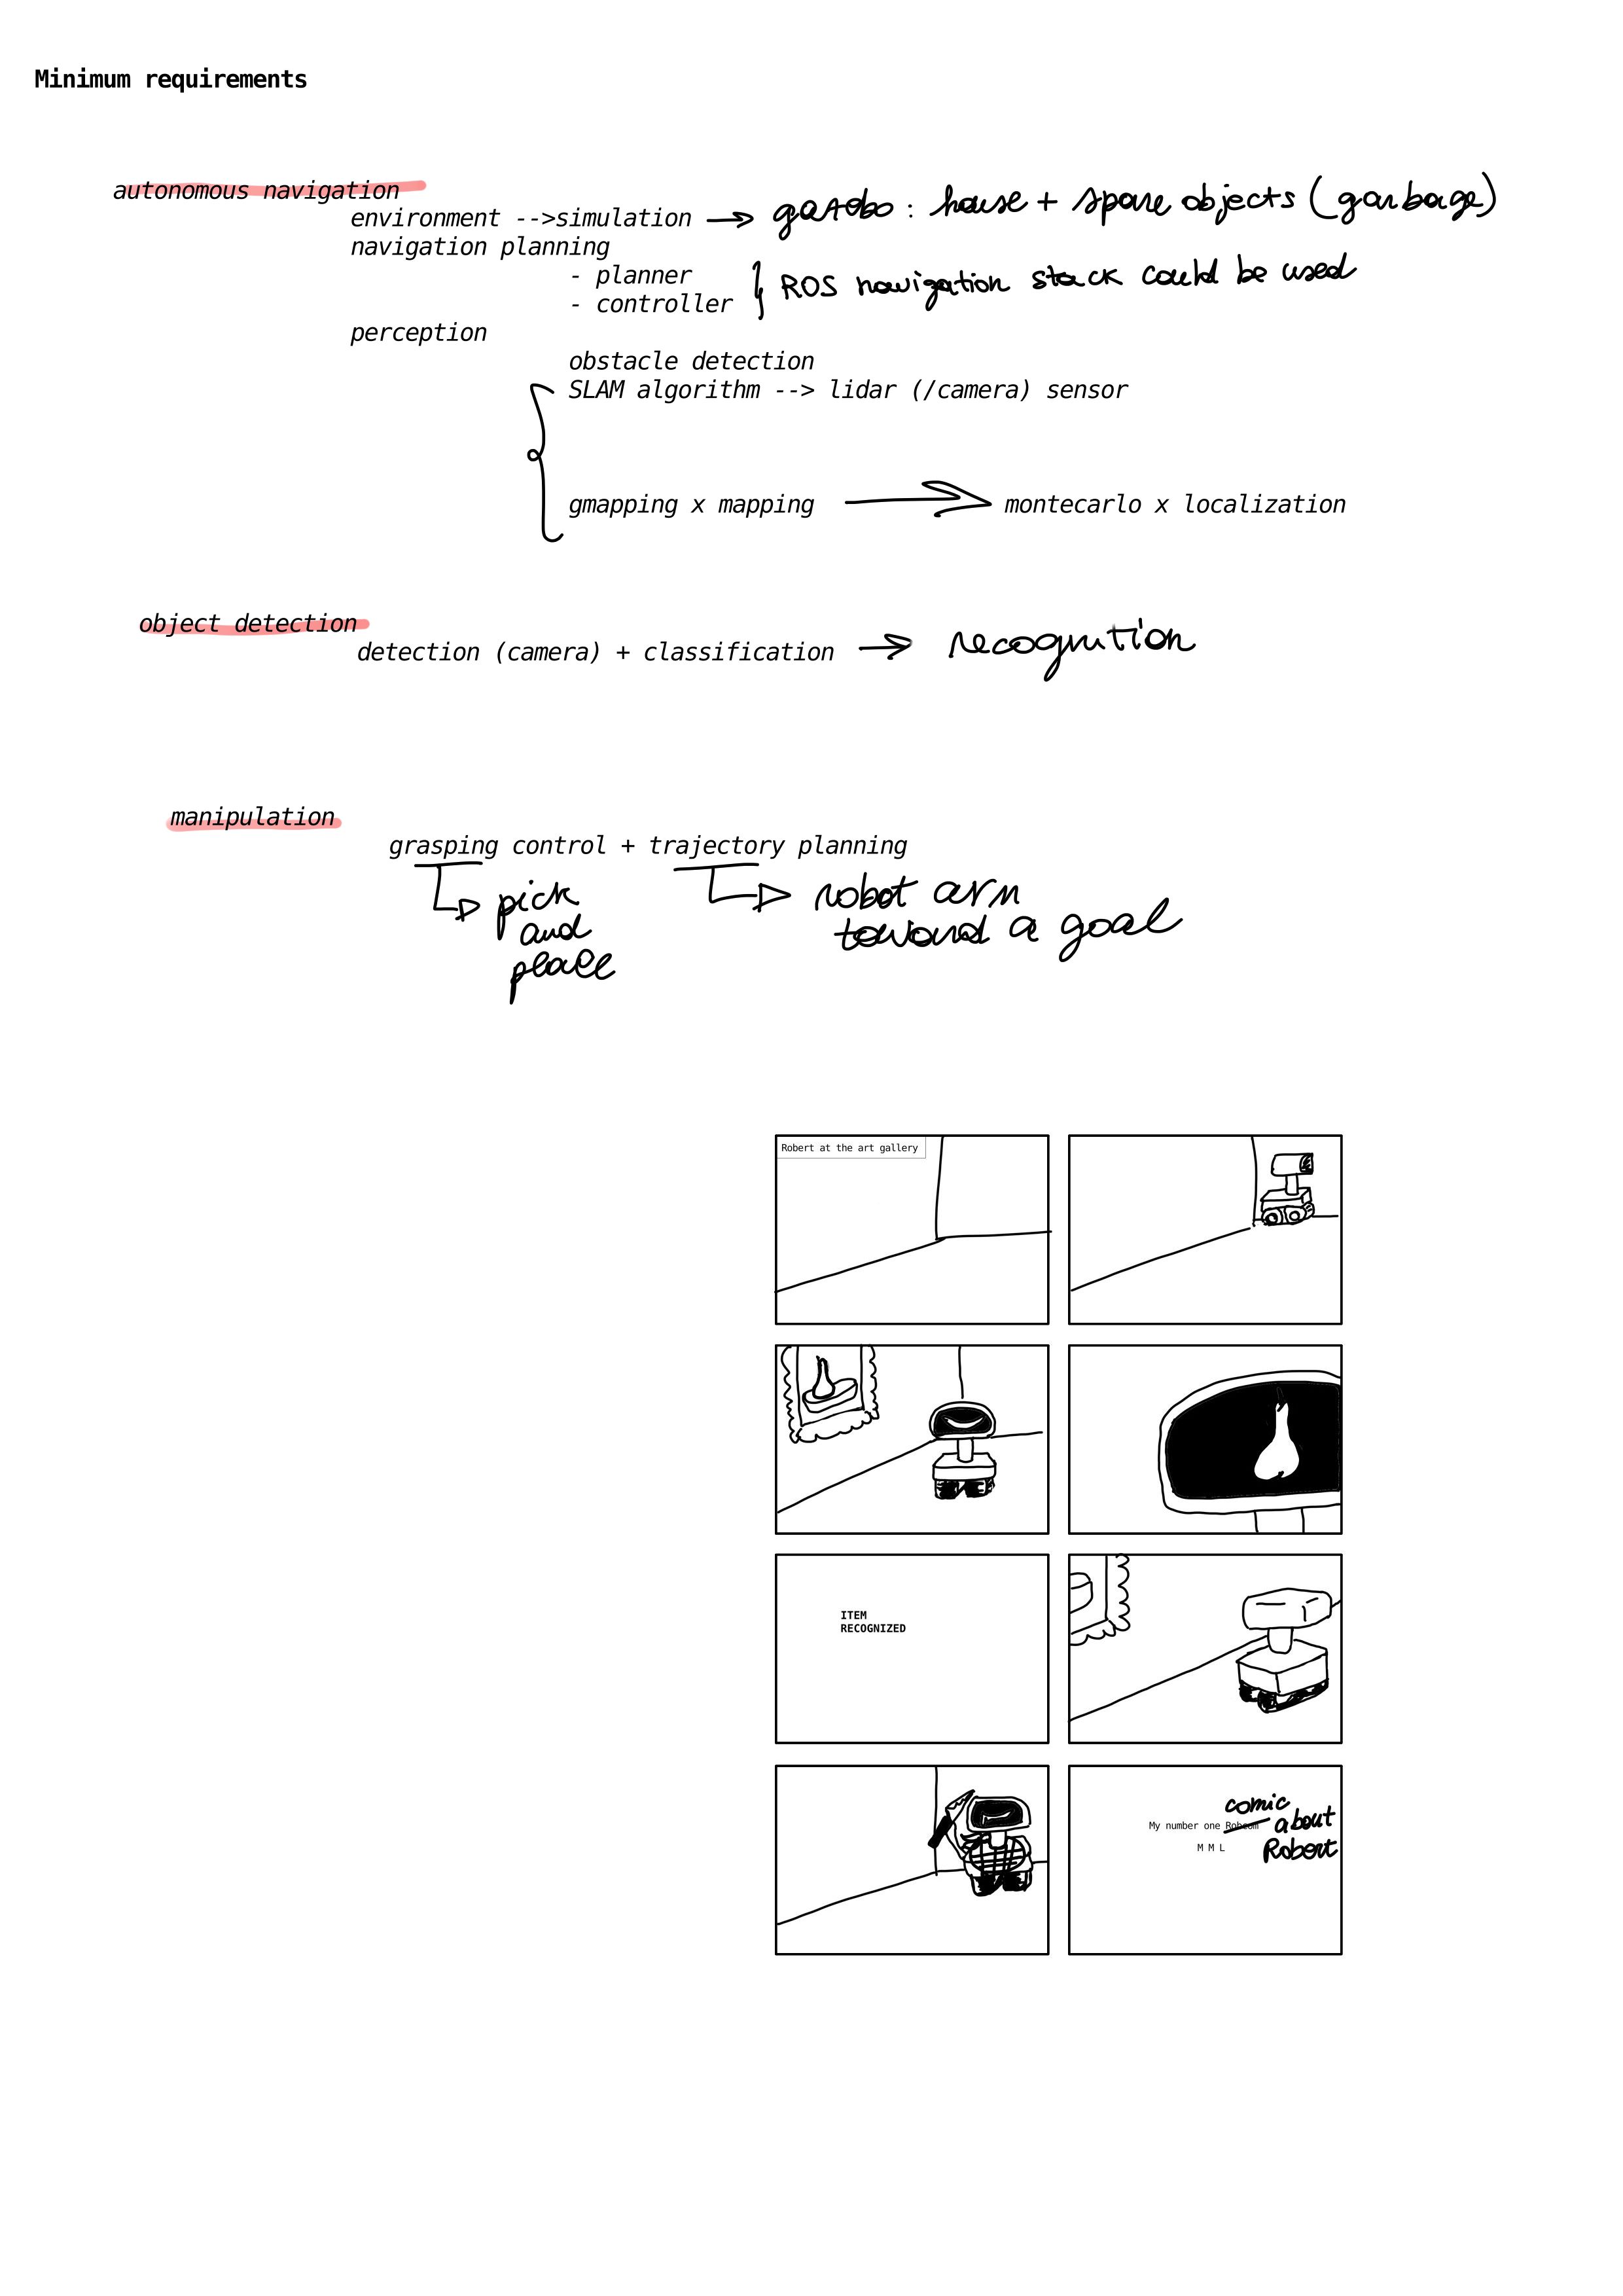 Minimum requirements
autonomous navigation
environment -->simulation → gazebo : house + spare objects (garbage)
navigation planning
- planner
- controller } ROS navigation stack could be used
perception
obstacle detection
SLAM algorithm --> lidar (/camera) sensor
gmapping x mapping → montecarlo x localization
object detection
detection (camera) + classification → recognition
manipulation
grasping control + trajectory planning
pick
and
place
robot arm
toward a goal
Robert at the art gallery
ITEM
RECOGNIZED
comic
My number one Robcom about
Robert
M M L